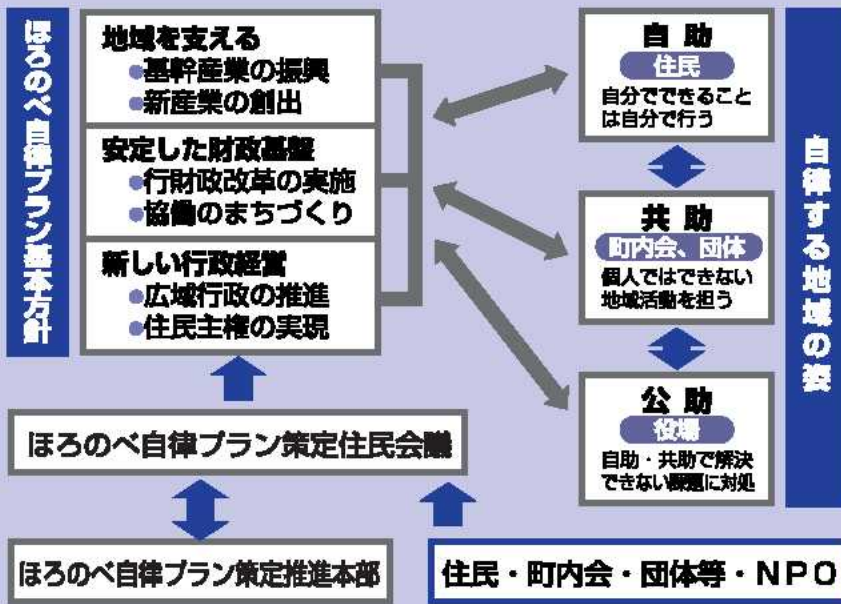 ほろのべ自律プラン基本方針
地域を支える
●基幹産業の振興
●新産業の創出
安定した財政基盤
●行財政改革の実施
●協働のまちづくり
新しい行政経営
●広域行政の推進
●住民主権の実現
自助
住民
自分でできること
は自分で行う
共助
町内会、団体
個人ではできない
地域活動を担う
公助
役場
自助・共助で解決
できない課題に対処
自律する地域の姿
ほろのべ自律プラン策定住民会議
ほろのべ自律プラン策定推進本部
住民・町内会・団体等・NPO